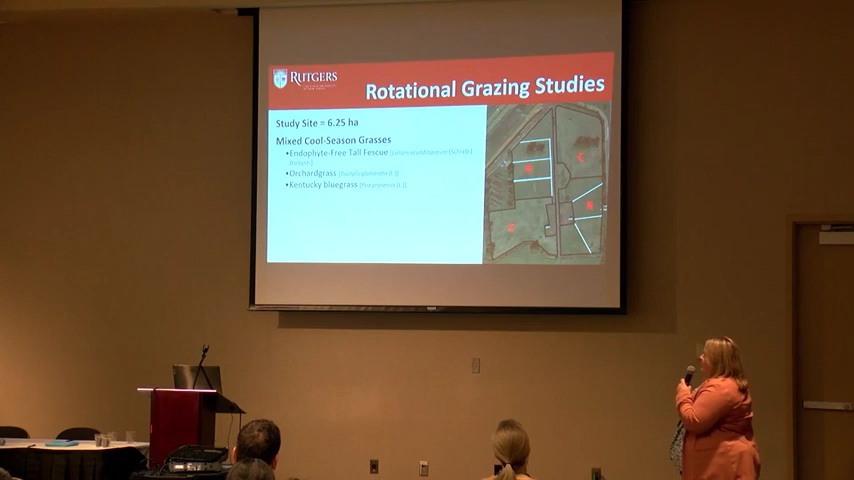 RUTGERS
Rotational Grazing Studies
Study Site = 6.25 ha
Mixed Cool-Season Grasses
•Endophyte-Free Tall Fescue
•Orchardgrass
•Kentucky bluegrass